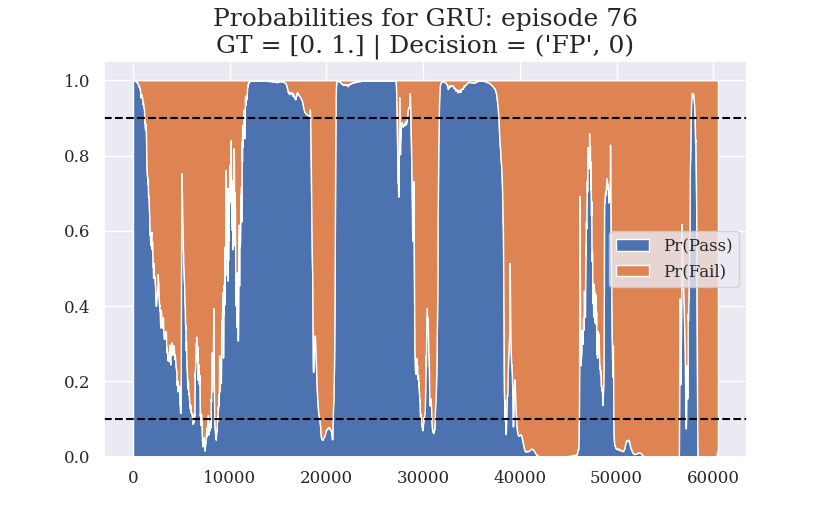 Probabilities for GRU: episode 76
GT = [0. 1.] | Decision = ('FP', 0)
1.0
0.8
0.6
0.4
0.2
0.0
Pr(Pass)
Pr(Fail)
0 10000 20000 30000 40000 50000 60000